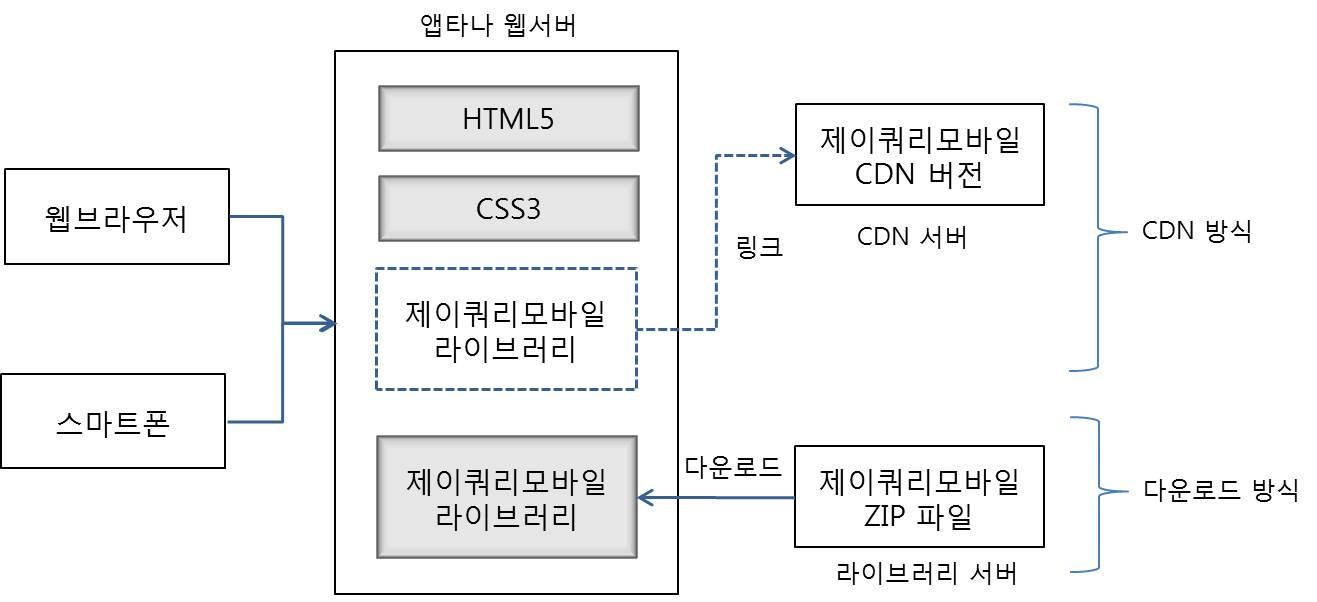 앱타나 웹서버
HTML5
CSS3
제이쿼리모바일
라이브러리
제이쿼리모바일
라이브러리
웹브라우저
스마트폰
링크
다운로드
제이쿼리모바일
CDN 버전
CDN 서버
CDN 방식
제이쿼리모바일
ZIP 파일
라이브러리 서버
다운로드 방식